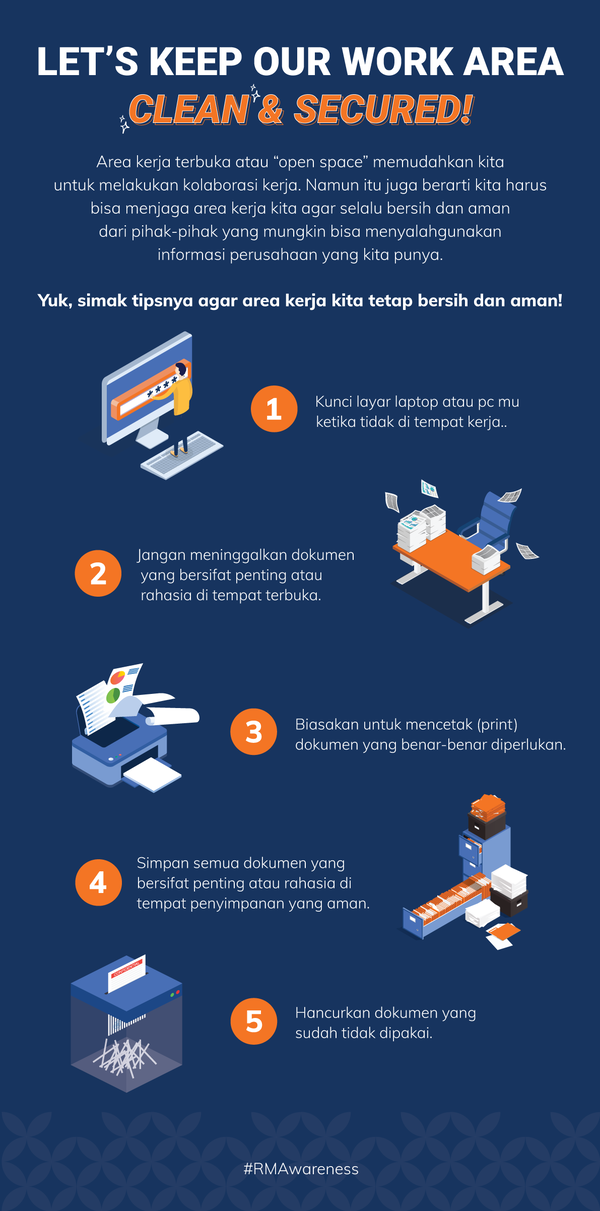 LET'S KEEP OUR WORK AREA
CLEAN & SECURED!
Area kerja terbuka atau “open space” memudahkan kita
untuk melakukan kolaborasi kerja. Namun itu juga berarti kita harus
bisa menjaga area kerja kita agar selalu bersih dan aman
dari pihak-pihak yang mungkin bisa menyalahgunakan
informasi perusahaan yang kita punya.
Yuk, simak tipsnya agar area kerja kita tetap bersih dan aman!
1
Kunci layar laptop atau pc mu
ketika tidak di tempat kerja..
2
Jangan meninggalkan dokumen
yang bersifat penting atau
rahasia di tempat terbuka.
3
Biasakan untuk mencetak (print)
dokumen yang benar-benar diperlukan.
4
Simpan semua dokumen yang
bersifat penting atau rahasia di
tempat penyimpanan yang aman.
CONFIDENTIAL
5
Hancurkan dokumen yang
sudah tidak dipakai.
#RMAwareness